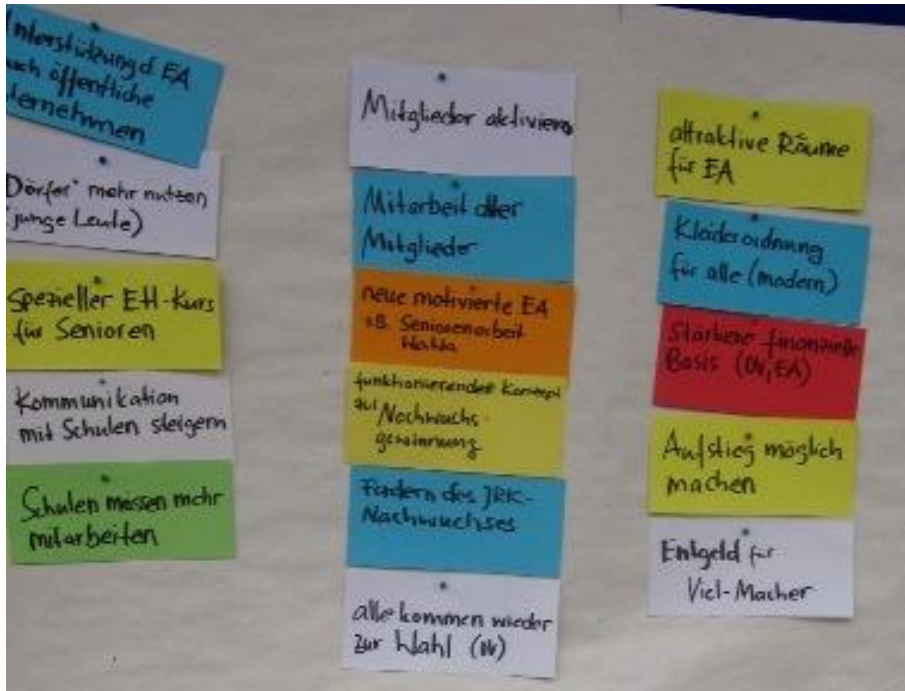 Unterstützung d. EA
durch öffentliche
Unternehmen
Dörfer" mehr nutzen
(junge Leute)
spezieller EH-Kurs
für Senioren
Kommunikation
mit Schulen steigern
Schulen müssen mehr
mitarbeiten
Mitglieder aktivieren
Mitarbeit aller
Mitglieder
neue motivierte EA
z.B. Seniorenarbeit
funktionierendes Konzept
zur Nachwuchs-
gewinnung
Fördern des JRK-
Nachwuchses
alle kommen wieder
zur Wahl (OV)
attraktive Räume
für EA
Kleiderordnung
für alle (modern)
Stärkere finanzielle
Basis (OV, EA)
Aufstieg möglich
machen
Entgeld für
Viel-Macher